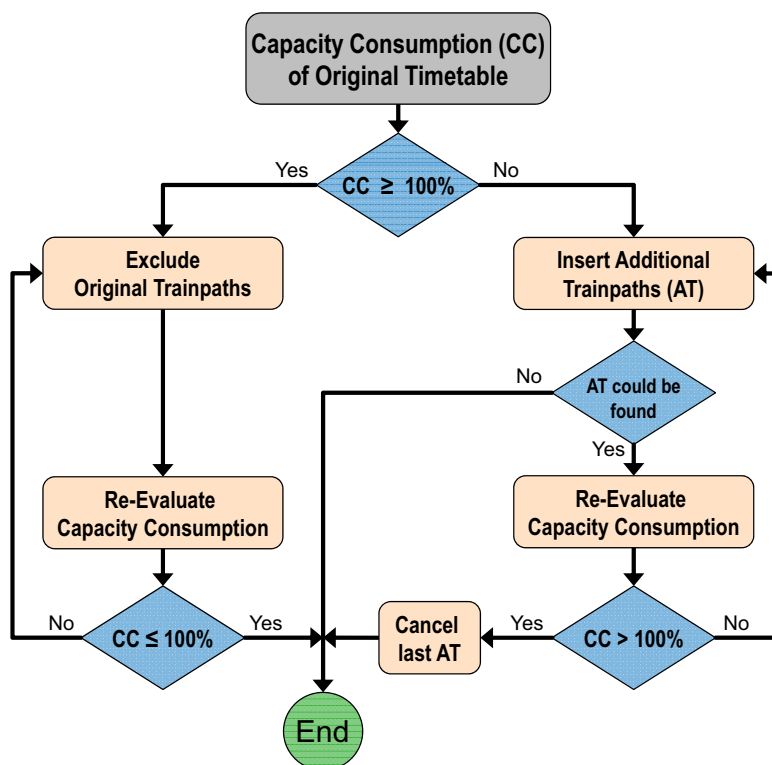 Capacity Consumption (CC)
of Original Timetable
Yes
CC ≥ 100%
No
Exclude
Original Trainpaths
Insert Additional
Trainpaths (AT)
No
AT could be
found
Yes
Re-Evaluate
Capacity Consumption
Re-Evaluate
Capacity Consumption
No
CC ≤ 100%
Yes
Cancel
last AT
Yes
CC > 100%
No
End